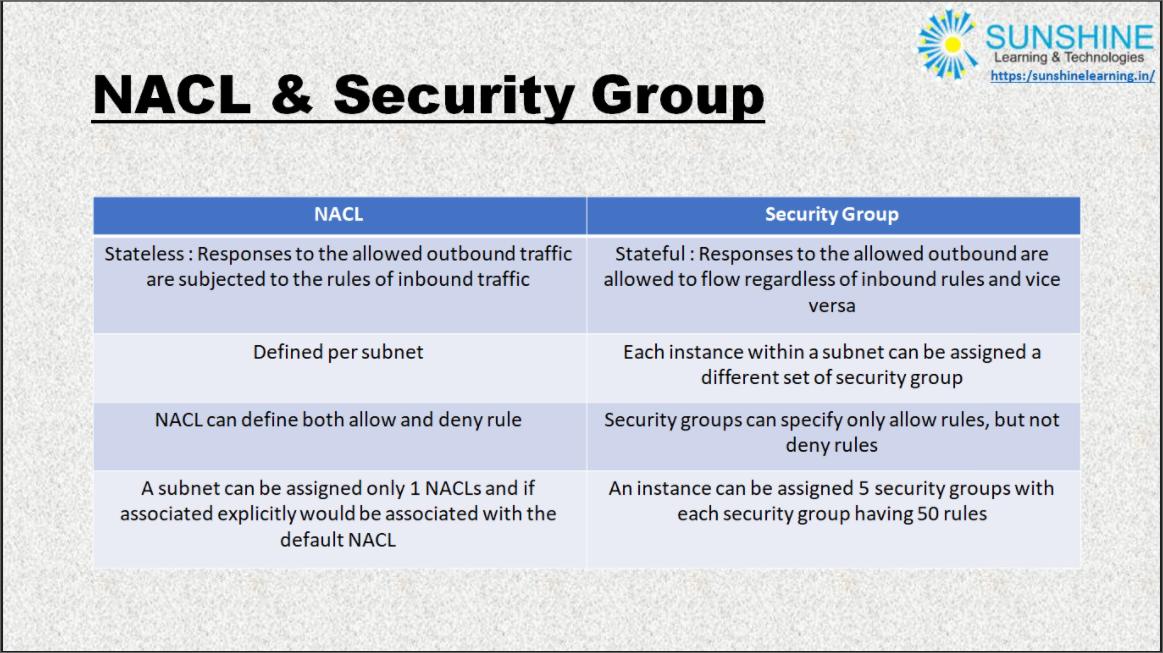 SUNSHINE
Learning & Technologies
https:/sunshinelearning.in/
NACL & Security Group
NACL
Security Group
Stateless : Responses to the allowed outbound traffic
are subjected to the rules of inbound traffic
Stateful : Responses to the allowed outbound are
allowed to flow regardless of inbound rules and vice
versa
Defined per subnet
Each instance within a subnet can be assigned a
different set of security group
NACL can define both allow and deny rule
Security groups can specify only allow rules, but not
deny rules
A subnet can be assigned only 1 NACLs and if
associated explicitly would be associated with the
default NACL
An instance can be assigned 5 security groups with
each security group having 50 rules